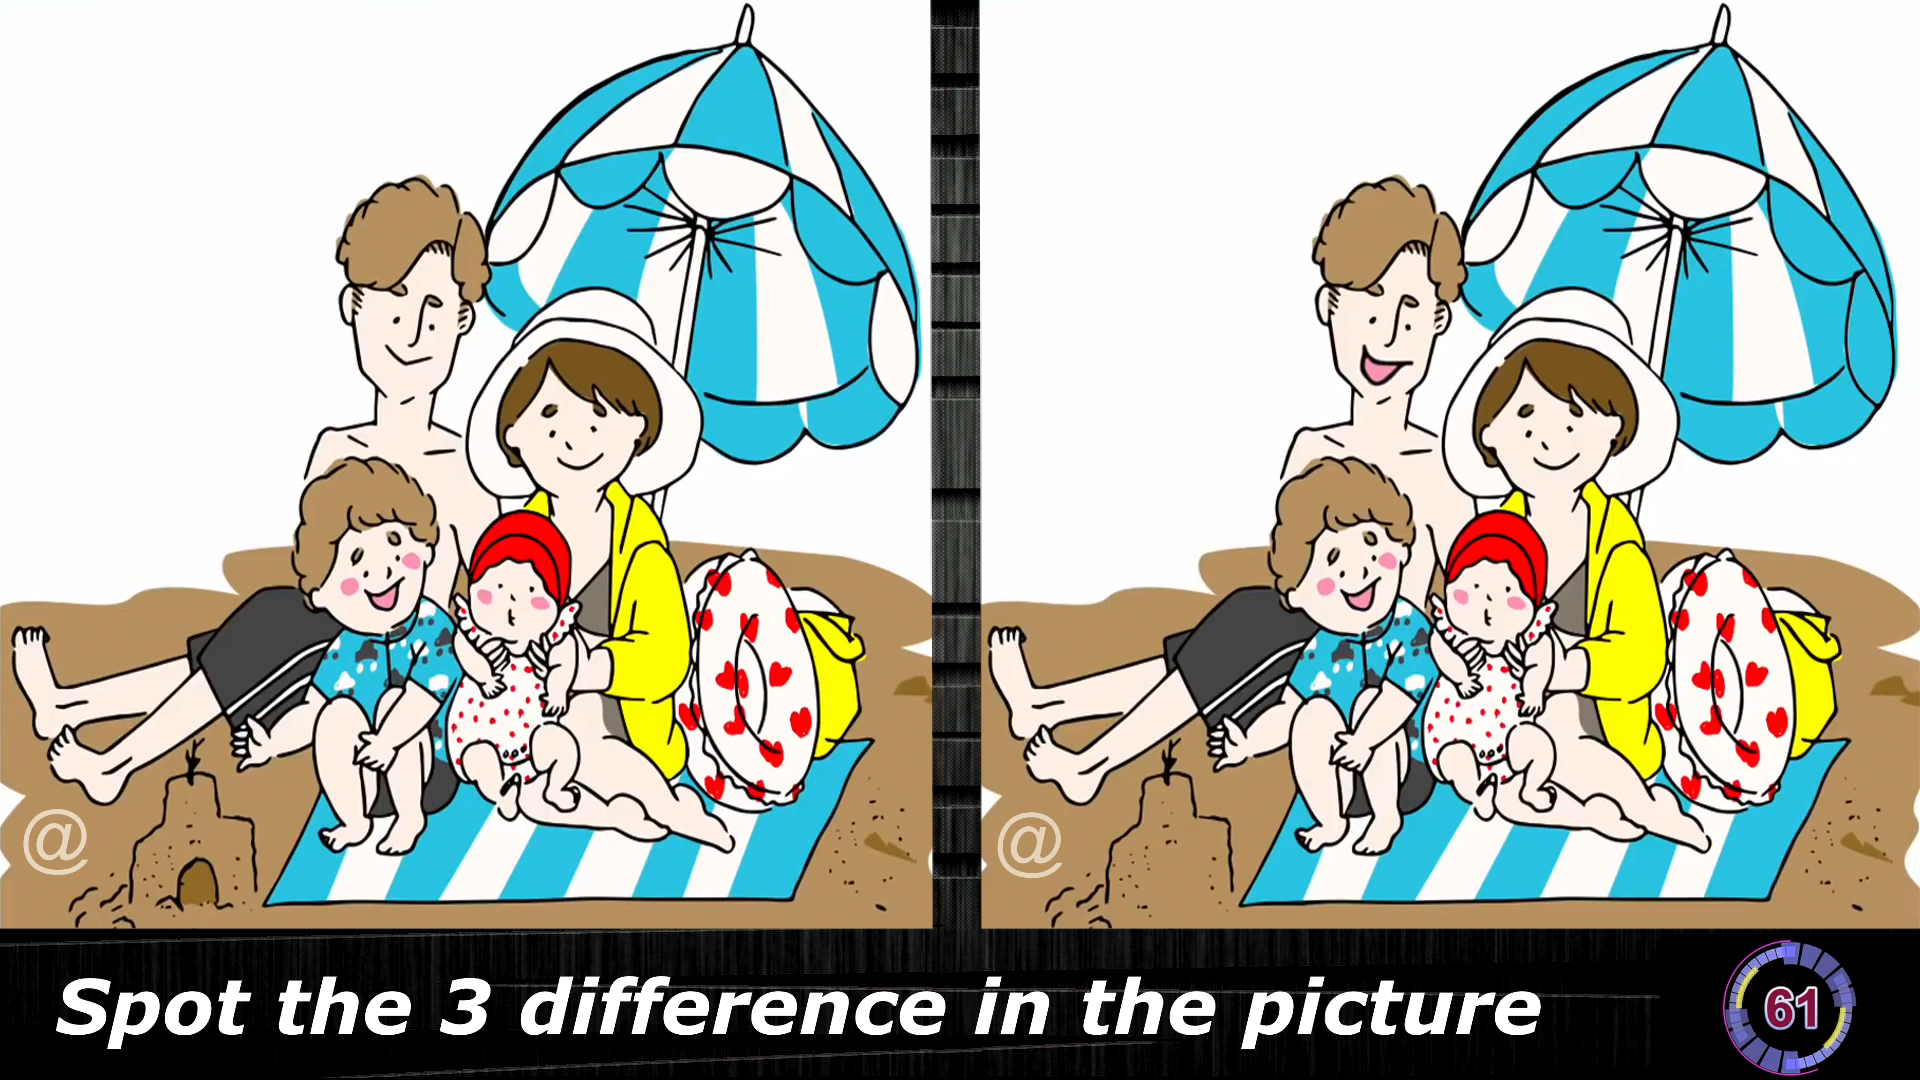 @
@
Spot the 3 difference in the picture
61